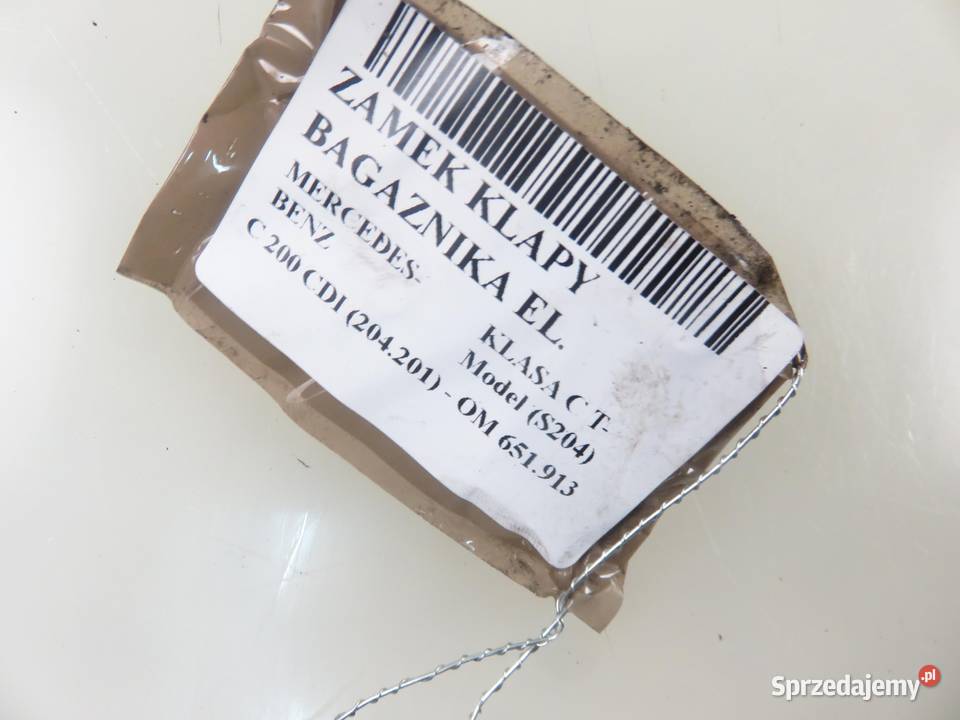 ZAMEK KLAPY
BAGAZNIKA EL.
MERCEDES-
BENZ
KLASA C T-
Model (S204)
C 200 CDI (204.201) - OM 651.913
Sprzedajemy.pl